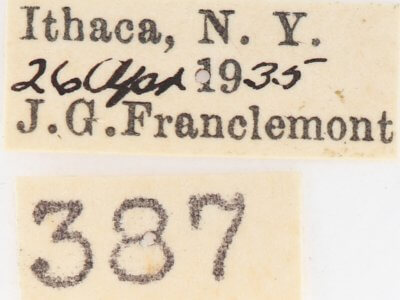 Ithaca, N. Y.
26 Apr 1935
J. G. Franclemont
387